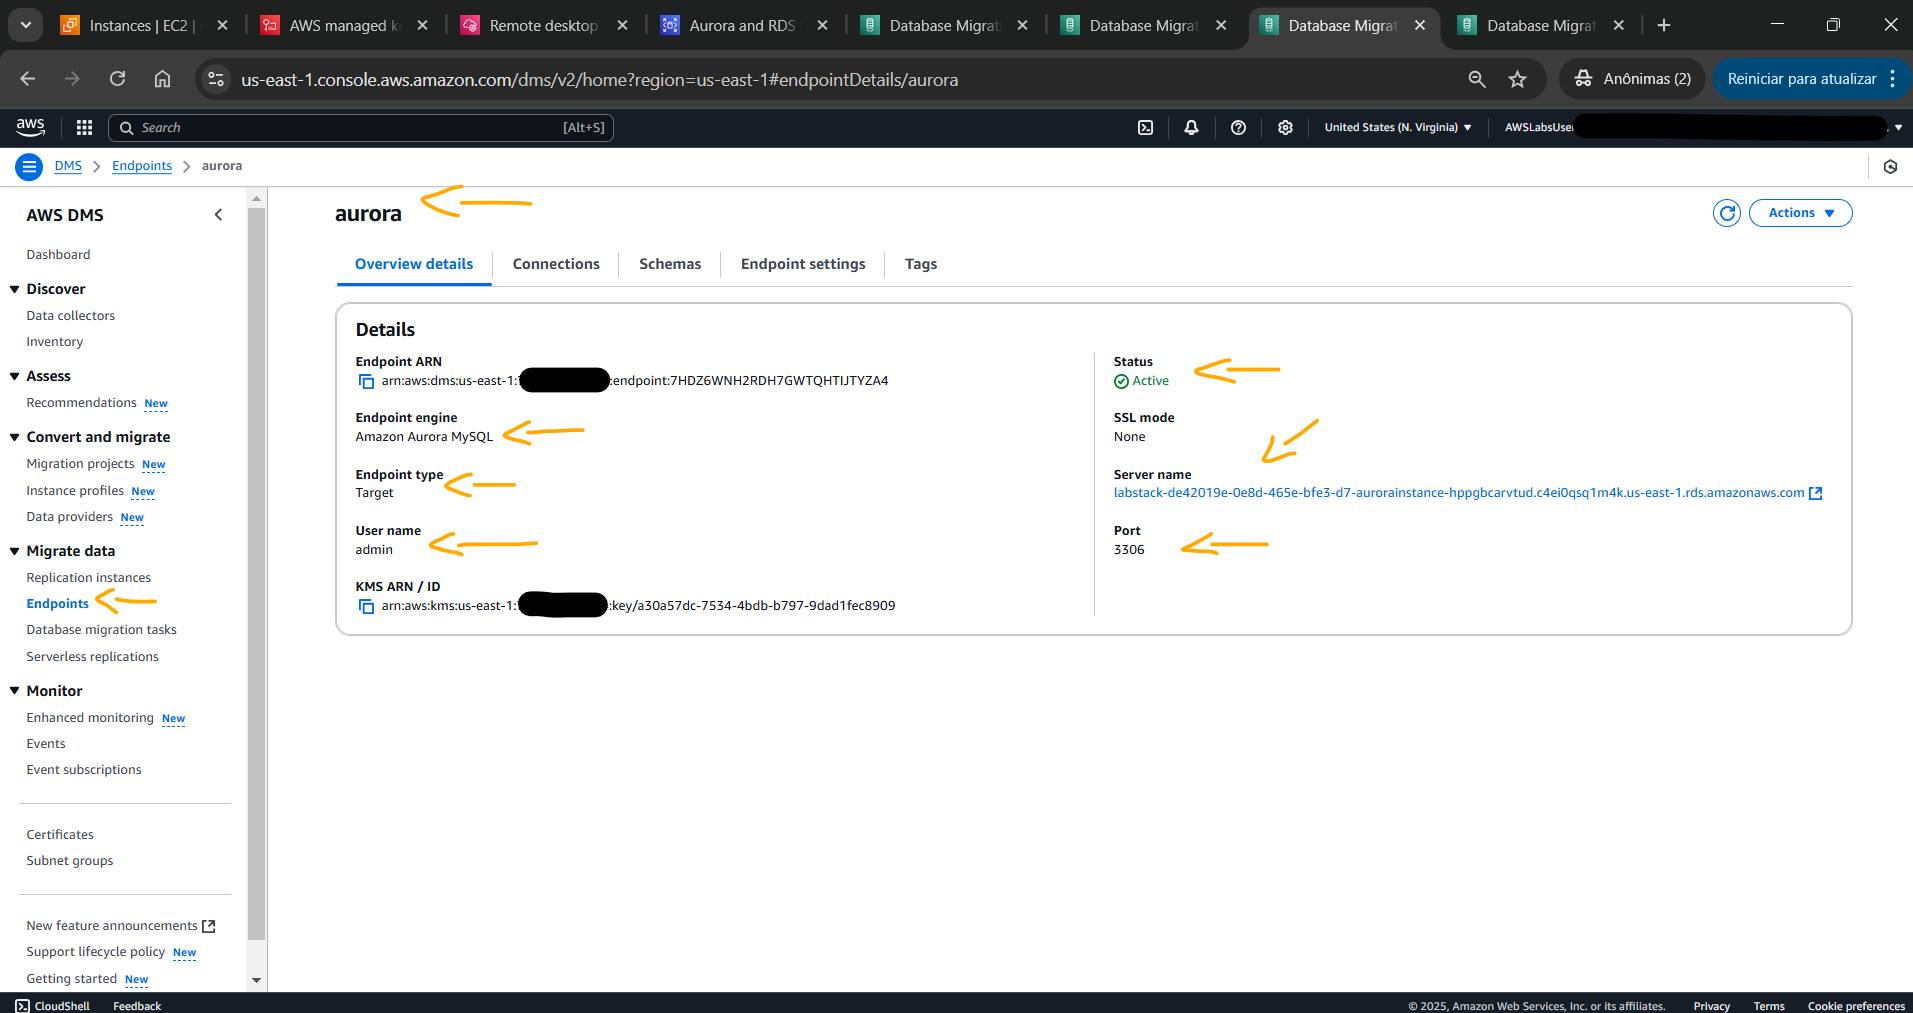 Instances | EC2 |
AWS managed k
Remote desktop
Aurora and RDS
Database Migrat
Database Migrat
Database Migrat
Database Migrat
us-east-1.console.aws.amazon.com/dms/v2/home?region=us-east-1#endpointDetails/aurora
Anônimas (2)
Reiniciar para atualizar
aws
Search
[Alt+S]
United States (N. Virginia)
AWSLabsUser
DMS
Endpoints
aurora
AWS DMS
Dashboard
Discover
Data collectors
Inventory
Assess
Recommendations New
Convert and migrate
Migration projects New
Instance profiles New
Data providers New
Migrate data
Replication instances
Endpoints
Database migration tasks
Serverless replications
Monitor
Enhanced monitoring New
Events
Event subscriptions
Certificates
Subnet groups
New feature announcements
Support lifecycle policy New
Getting started New
aurora
Actions
Overview details
Connections
Schemas
Endpoint settings
Tags
Details
Endpoint ARN
arn:aws:dms:us-east-1: :endpoint:7HDZ6WNH2RDH7GWTQHTIJTYZA4
Endpoint engine
Amazon Aurora MySQL
Endpoint type
Target
User name
admin
KMS ARN / ID
arn:aws:kms:us-east-1: :key/a30a57dc-7534-4bdb-b797-9dad1fec8909
Status
Active
SSL mode
None
Server name
labstack-de42019e-0e8d-465e-bfe3-d7-aurorainstance-hppgbcarvtud.c4ei0qsq1m4k.us-east-1.rds.amazonaws.com
Port
3306
CloudShell
Feedback
© 2025, Amazon Web Services, Inc. or its affiliates.
Privacy
Terms
Cookie preferences